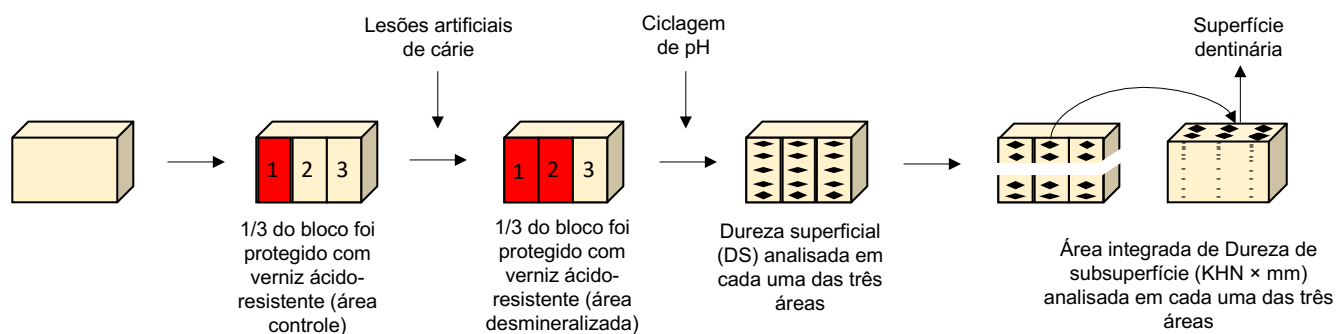 Lesões artificiais
de cárie
Ciclagem
de pH
Superfície
dentinária
1 2 3
1 2 3
1/3 do bloco foi
protegido com
verniz ácido-
resistente (área
controle)
1/3 do bloco foi
protegido com
verniz ácido-
resistente (área
desmineralizada)
Dureza superficial
(DS) analisada em
cada uma das três
áreas
Área integrada de Dureza de
subsuperfície (KHN × mm)
analisada em cada uma das três
áreas